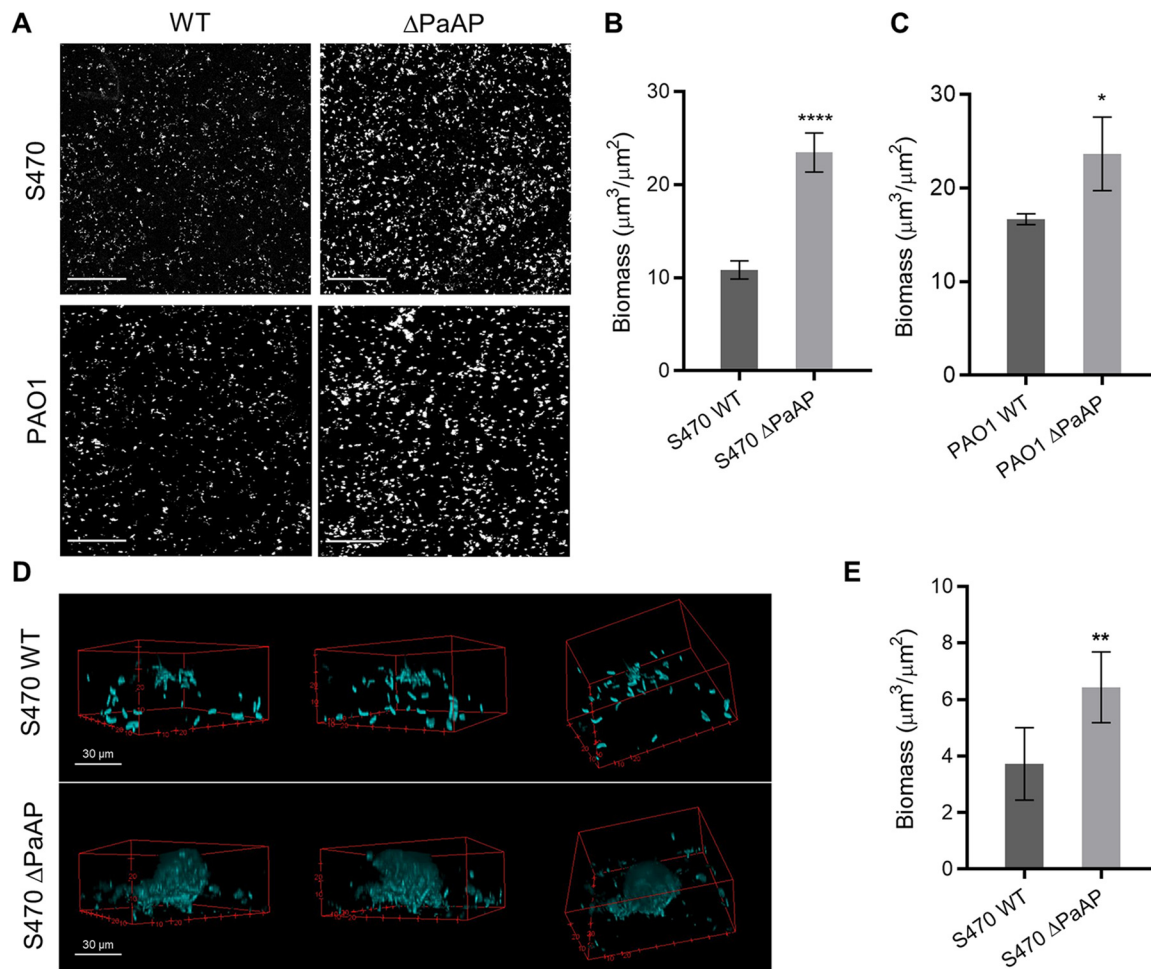 A
WT
ΔPaAP
S470
PAO1
B
Biomass (μm³/μm²)
30
20
10
0
****
S470 WT
S470 ΔPaAP
C
Biomass (μm³/μm²)
30
20
10
0
*
PAO1 WT
PAO1 ΔPaAP
D
S470 WT
30 μm
S470 ΔPaAP
30 μm
E
Biomass (μm³/μm²)
10
8
6
4
2
0
**
S470 WT
S470 ΔPaAP